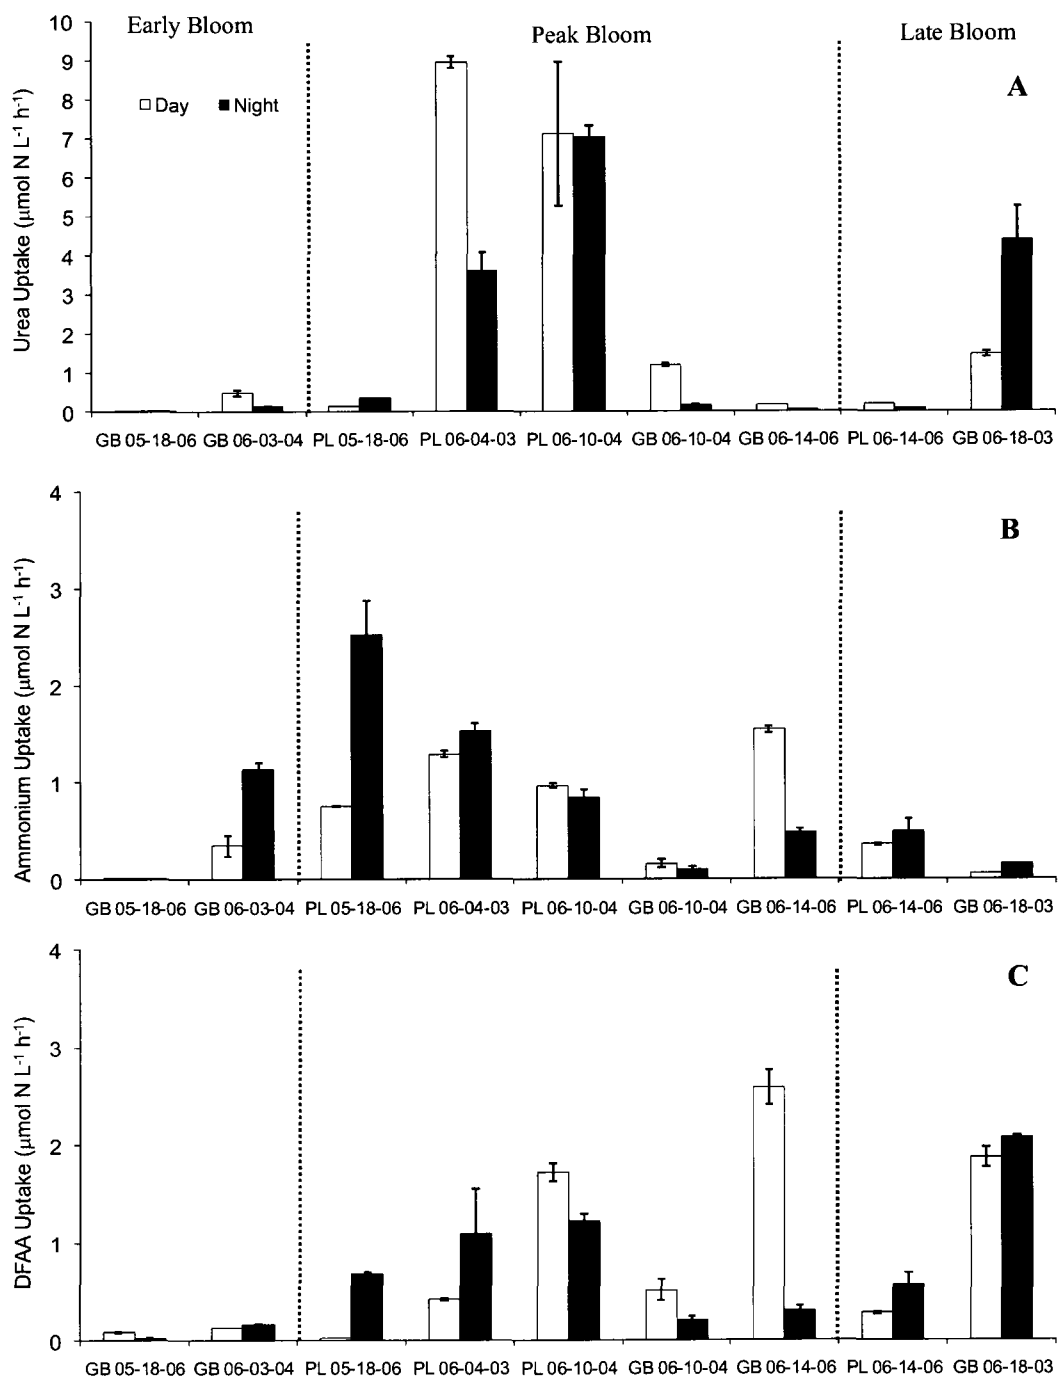 Early Bloom Peak Bloom Late Bloom
A
Day Night
Urea Uptake (µmol N L⁻¹ h⁻¹)
10
9
8
7
6
5
4
3
2
1
0
GB 05-18-06 GB 06-03-04 PL 05-18-06 PL 06-04-03 PL 06-10-04 GB 06-10-04 GB 06-14-06 PL 06-14-06 GB 06-18-03
B
Ammonium Uptake (µmol N L⁻¹ h⁻¹)
4
3
2
1
0
GB 05-18-06 GB 06-03-04 PL 05-18-06 PL 06-04-03 PL 06-10-04 GB 06-10-04 GB 06-14-06 PL 06-14-06 GB 06-18-03
C
DFAA Uptake (µmol N L⁻¹ h⁻¹)
4
3
2
1
0
GB 05-18-06 GB 06-03-04 PL 05-18-06 PL 06-04-03 PL 06-10-04 GB 06-10-04 GB 06-14-06 PL 06-14-06 GB 06-18-03